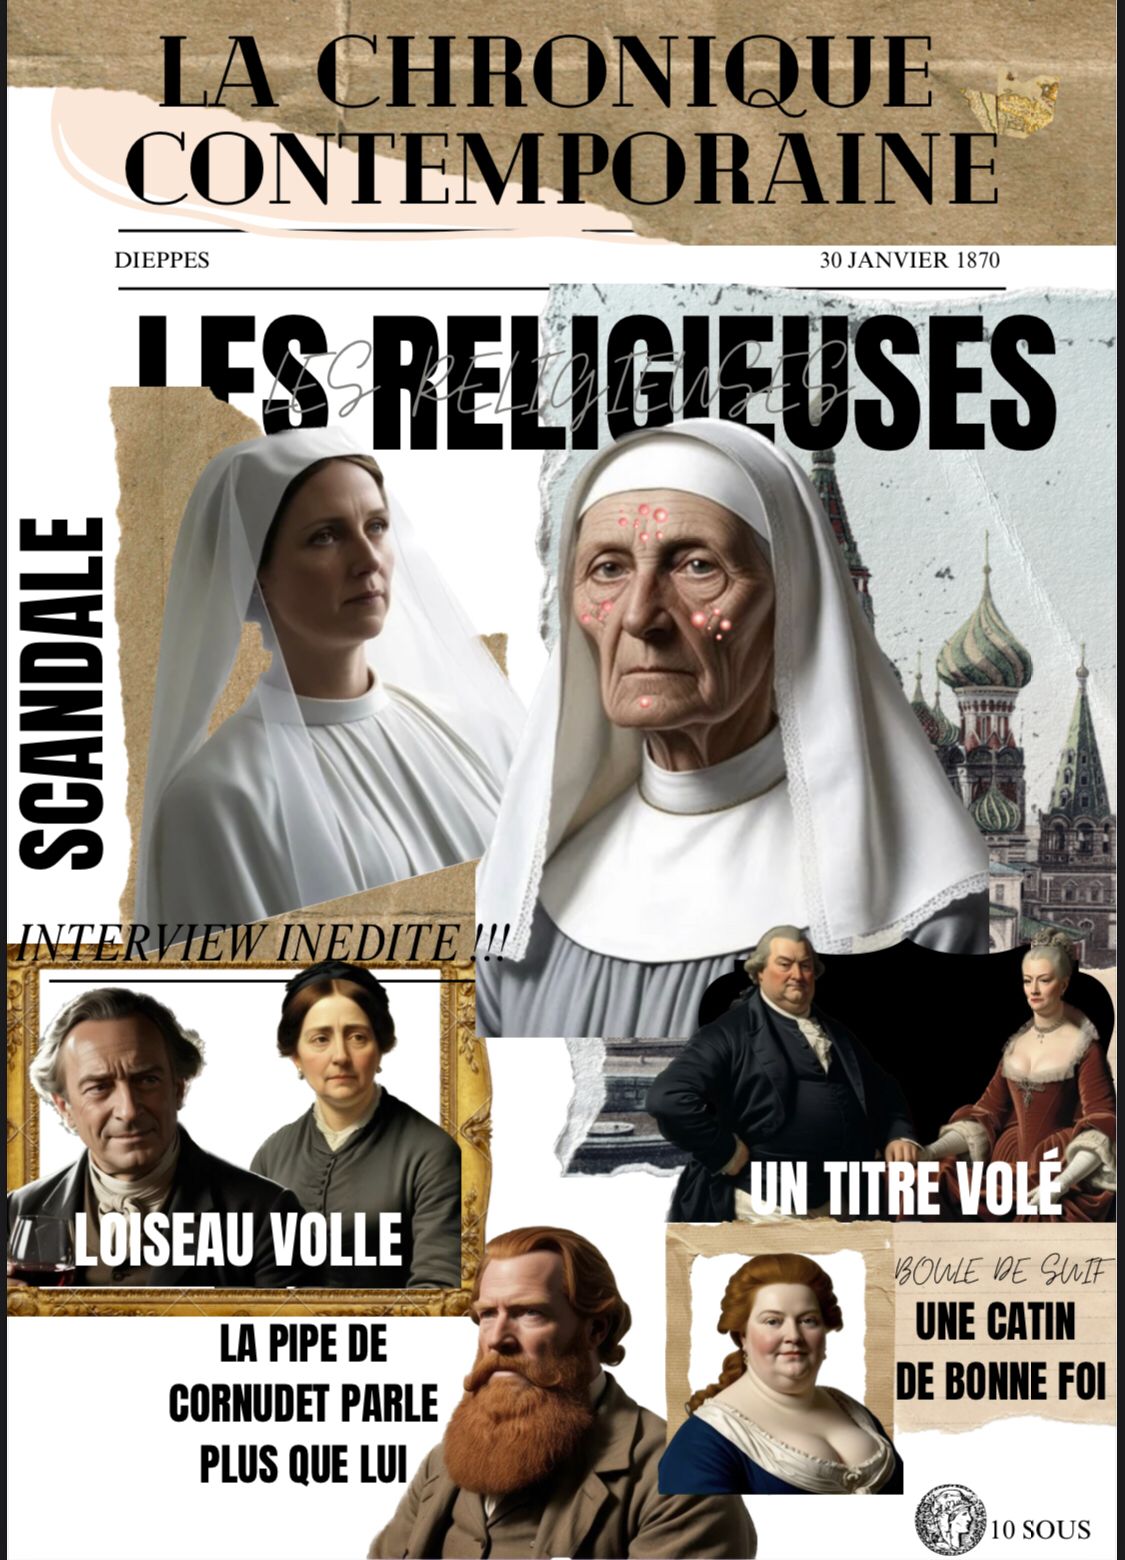 LA CHRONIQUE
CONTEMPORAINE
DIEPPES
30 JANVIER 1870
LES RELIGIEUSES
LES RELIGIEUSES
SCANDALE
INTERVIEW INEDITE !!!
LOISEAU VOLLE
UN TITRE VOLÉ
LA PIPE DE
CORNUDET PARLE
PLUS QUE LUI
BOULE DE SUIF
UNE CATIN
DE BONNE FOI
10 SOUS